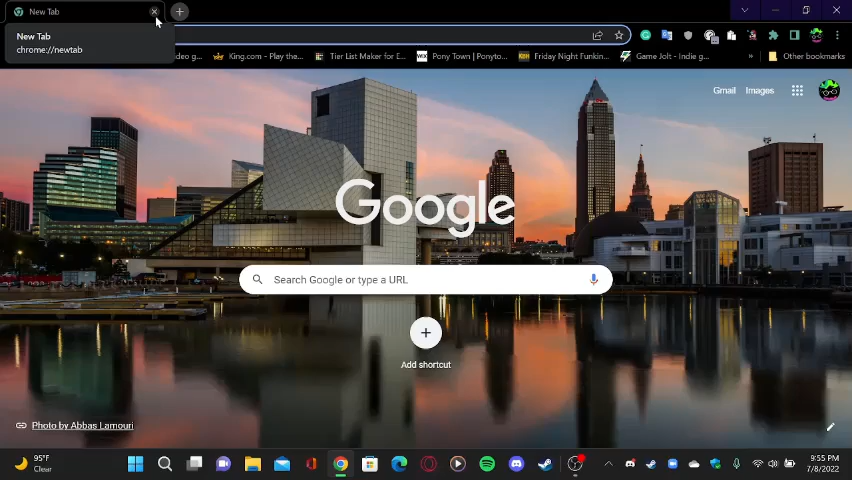 New Tab
New Tab
chrome://newtab
King.com - Play the...
Tier List Maker for E...
WiX
Pony Town | Ponyto...
KBH
Friday Night Funkin...
Game Jolt - Indie g...
»
Other bookmarks
Gmail
Images
Google
Search Google or type a URL
Add shortcut
Photo by Abbas Lamouri
95°F
Clear
9:55 PM
7/8/2022